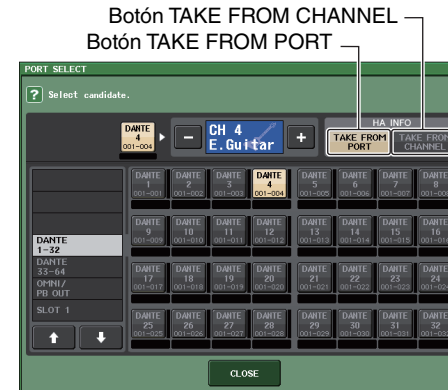 Botón TAKE FROM CHANNEL
Botón TAKE FROM PORT
PORT SELECT
? Select candidate.
HA INFO
DANTE 4 001-004
− CH 4 E.Guitar +
TAKE FROM PORT
TAKE FROM CHANNEL
DANTE 1 001-001
DANTE 2 001-002
DANTE 3 001-003
DANTE 4 001-004
DANTE 5 001-005
DANTE 6 001-006
DANTE 7 001-007
DANTE 8
DANTE 9 001-009
DANTE 10 001-010
DANTE 11 001-011
DANTE 12 001-012
DANTE 13 001-013
DANTE 14 001-014
DANTE 15 001-015
DANTE 16
DANTE 17 001-017
DANTE 18 001-018
DANTE 19 001-019
DANTE 20 001-020
DANTE 21 001-021
DANTE 22 001-022
DANTE 23 001-023
DANTE 24
DANTE 25 001-025
DANTE 26 001-026
DANTE 27 001-027
DANTE 28 001-028
DANTE 29 001-029
DANTE 30 001-030
DANTE 31 001-031
DANTE 32
DANTE 1-32
DANTE 33-64
OMNI/ PB OUT
SLOT 1
CLOSE